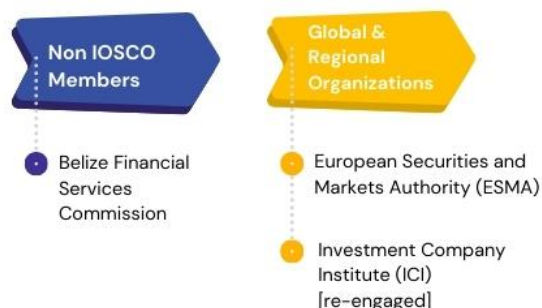 Non IOSCO
Members
Belize Financial
Services
Commission
Global &
Regional
Organizations
European Securities and
Markets Authority (ESMA)
Investment Company
Institute (ICI)
[re-engaged]